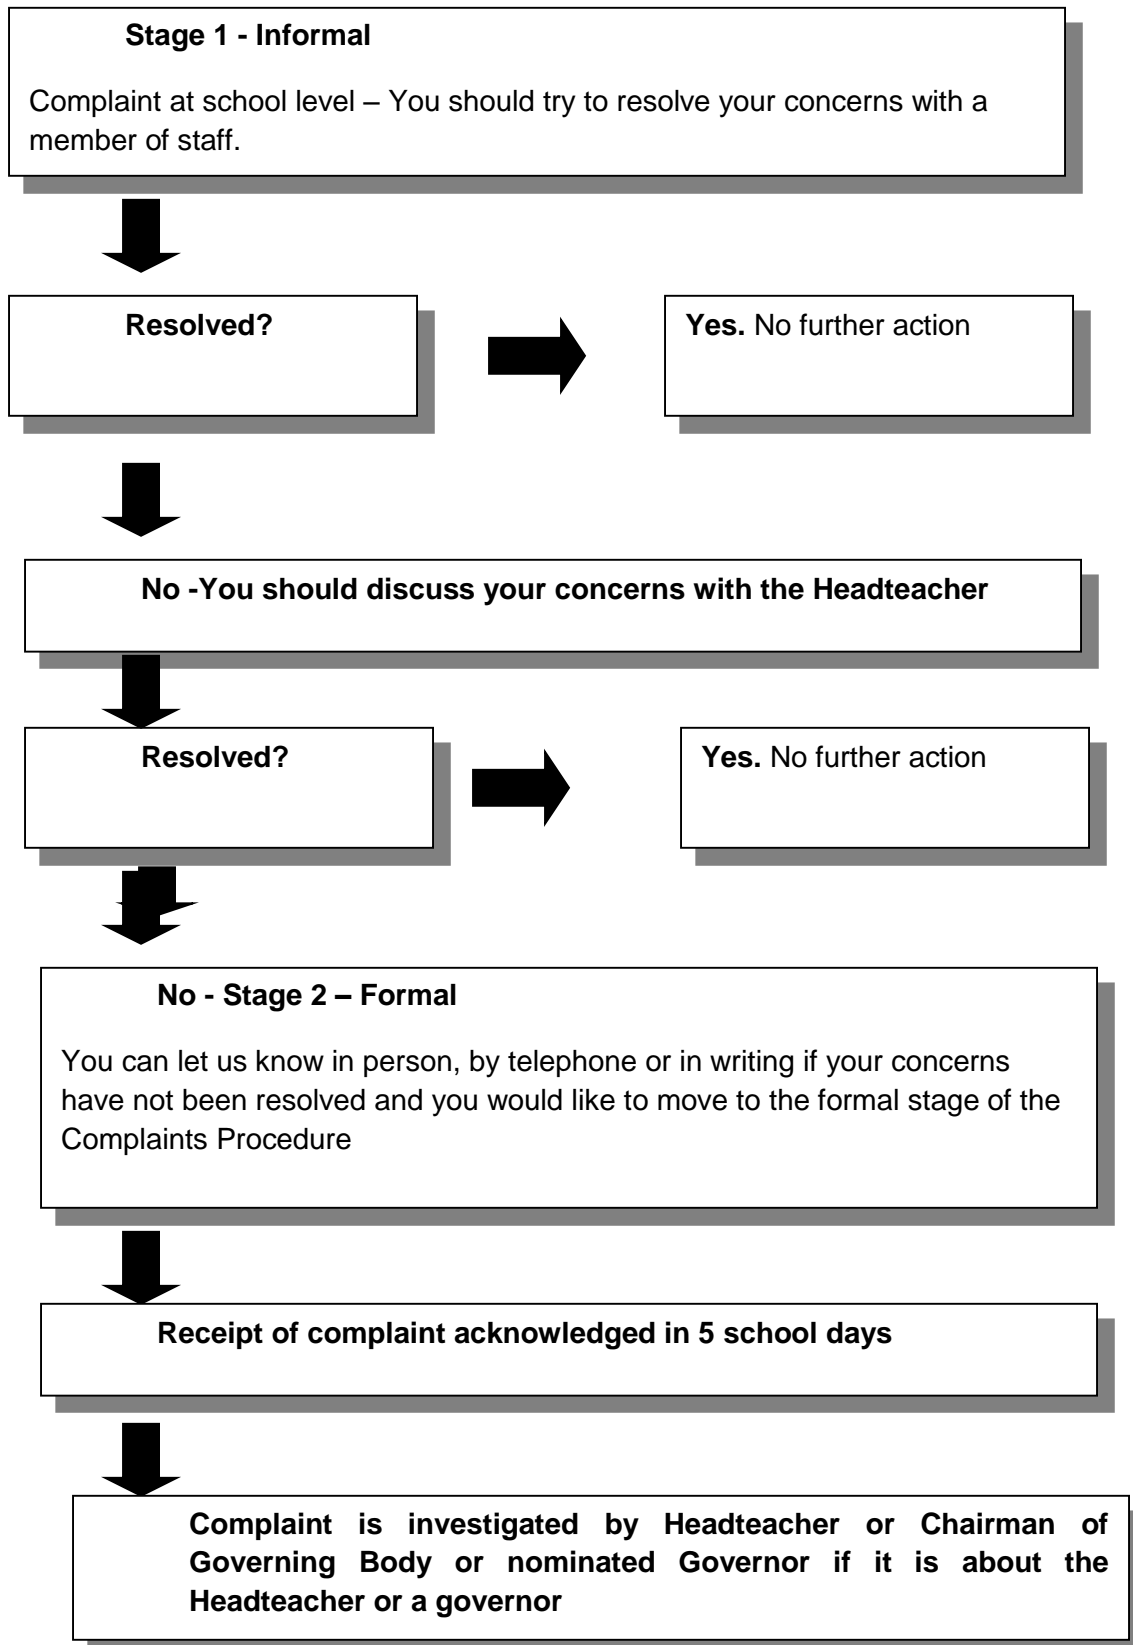 Stage 1 - Informal
Complaint at school level – You should try to resolve your concerns with a
member of staff.
Resolved?
Yes. No further action
No -You should discuss your concerns with the Headteacher
Resolved?
Yes. No further action
No - Stage 2 – Formal
You can let us know in person, by telephone or in writing if your concerns
have not been resolved and you would like to move to the formal stage of the
Complaints Procedure
Receipt of complaint acknowledged in 5 school days
Complaint is investigated by Headteacher or Chairman of
Governing Body or nominated Governor if it is about the
Headteacher or a governor